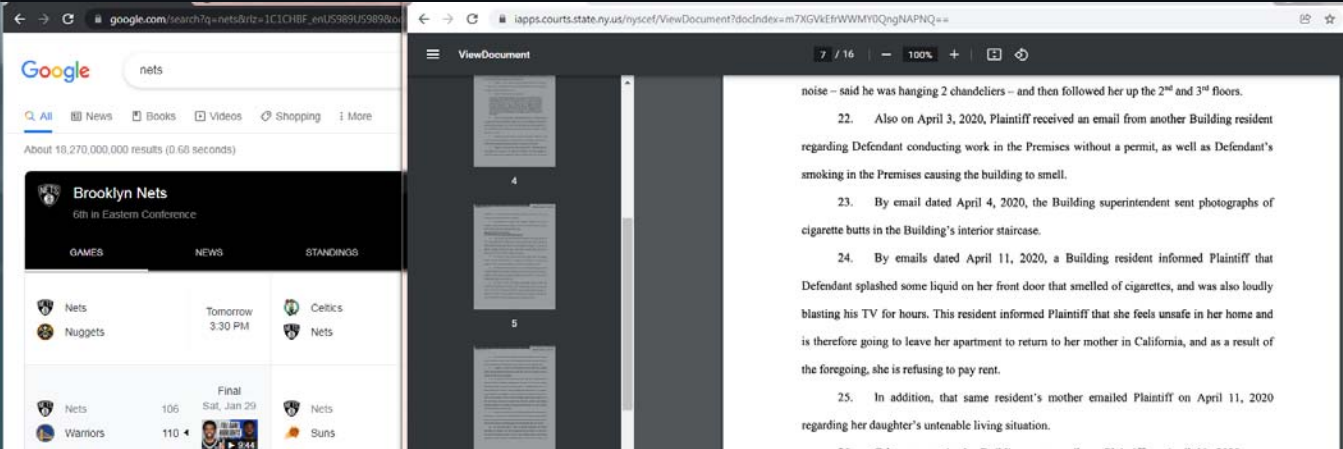 google.com/search?q=nets&rlz=1C1CHBF_enUS989US989&oo
Google
nets
All
News
Books
Videos
Shopping
More
About 18,270,000,000 results (0.68 seconds)
Brooklyn Nets
6th in Eastern Conference
GAMES
NEWS
STANDINGS
Nets
Nuggets
Tomorrow
3:30 PM
Celtics
Nets
Nets 106
Warriors 110
Final
Sat, Jan 29
9:44
Nets
Suns
iapps.courts.state.ny.us/nyscef/ViewDocument?docIndex=m7XGVkEfrWWMY0QngNAPNQ==
ViewDocument
7 / 16
100%
4
5
noise – said he was hanging 2 chandeliers – and then followed her up the 2nd and 3rd floors.
22. Also on April 3, 2020, Plaintiff received an email from another Building resident
regarding Defendant conducting work in the Premises without a permit, as well as Defendant's
smoking in the Premises causing the building to smell.
23. By email dated April 4, 2020, the Building superintendent sent photographs of
cigarette butts in the Building's interior staircase.
24. By emails dated April 11, 2020, a Building resident informed Plaintiff that
Defendant splashed some liquid on her front door that smelled of cigarettes, and was also loudly
blasting his TV for hours. This resident informed Plaintiff that she feels unsafe in her home and
is therefore going to leave her apartment to return to her mother in California, and as a result of
the foregoing, she is refusing to pay rent.
25. In addition, that same resident's mother emailed Plaintiff on April 11, 2020
regarding her daughter's untenable living situation.